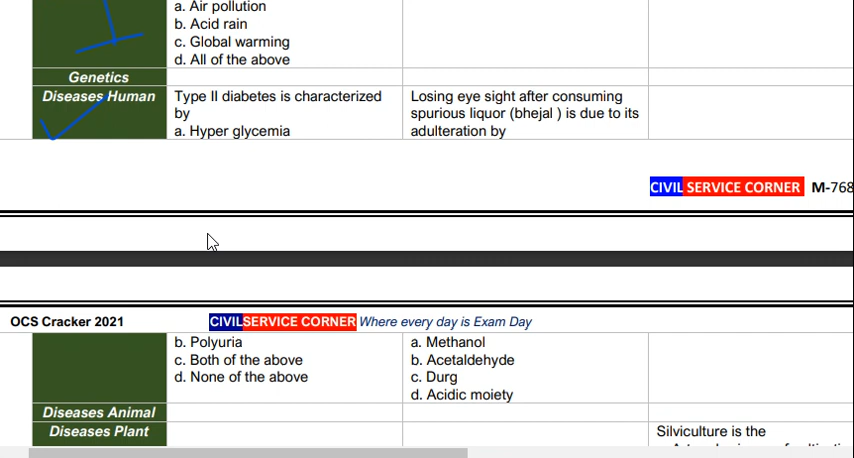 a. Air pollution
b. Acid rain
c. Global warming
d. All of the above
Genetics
Diseases Human
Type II diabetes is characterized
by
a. Hyper glycemia
Losing eye sight after consuming
spurious liquor (bhejal ) is due to its
adulteration by
CIVIL SERVICE CORNER M-768
OCS Cracker 2021 CIVILSERVICE CORNER Where every day is Exam Day
b. Polyuria
c. Both of the above
d. None of the above
a. Methanol
b. Acetaldehyde
c. Durg
d. Acidic moiety
Diseases Animal
Diseases Plant
Silviculture is the